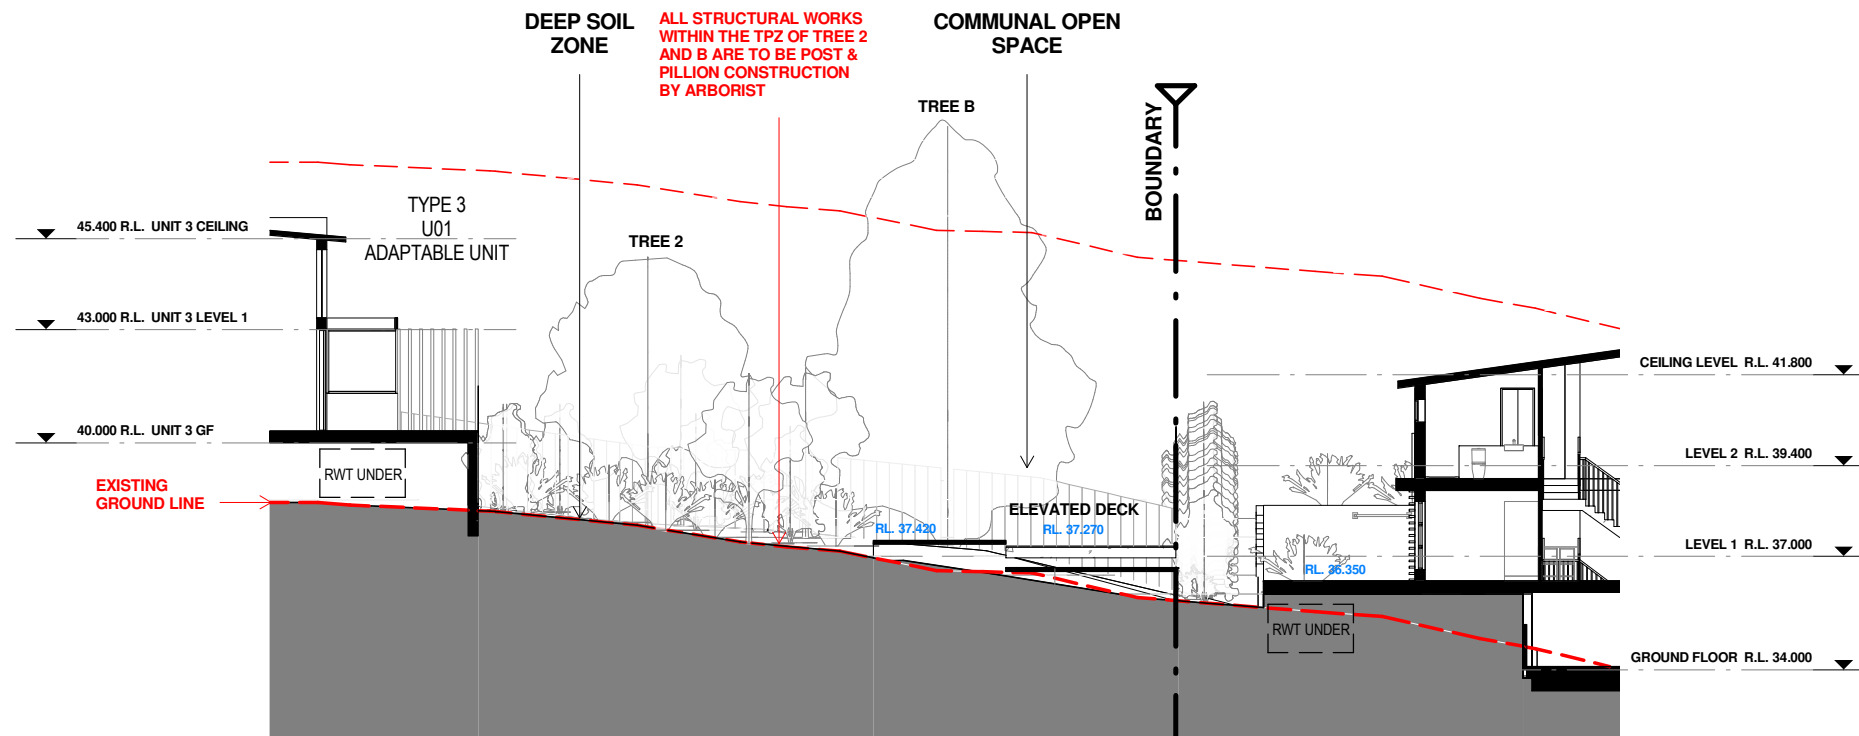 DEEP SOIL
ZONE
ALL STRUCTURAL WORKS
WITHIN THE TPZ OF TREE 2
AND B ARE TO BE POST &
PILLION CONSTRUCTION
BY ARBORIST
COMMUNAL OPEN
SPACE
TREE B
BOUNDARY
TYPE 3
U01
ADAPTABLE UNIT
45.400 R.L. UNIT 3 CEILING
TREE 2
43.000 R.L. UNIT 3 LEVEL 1
CEILING LEVEL R.L. 41.800
40.000 R.L. UNIT 3 GF
LEVEL 2 R.L. 39.400
RWT UNDER
EXISTING
GROUND LINE
ELEVATED DECK
RL. 37.420
RL. 37.270
LEVEL 1 R.L. 37.000
RL. 36.350
RWT UNDER
GROUND FLOOR R.L. 34.000